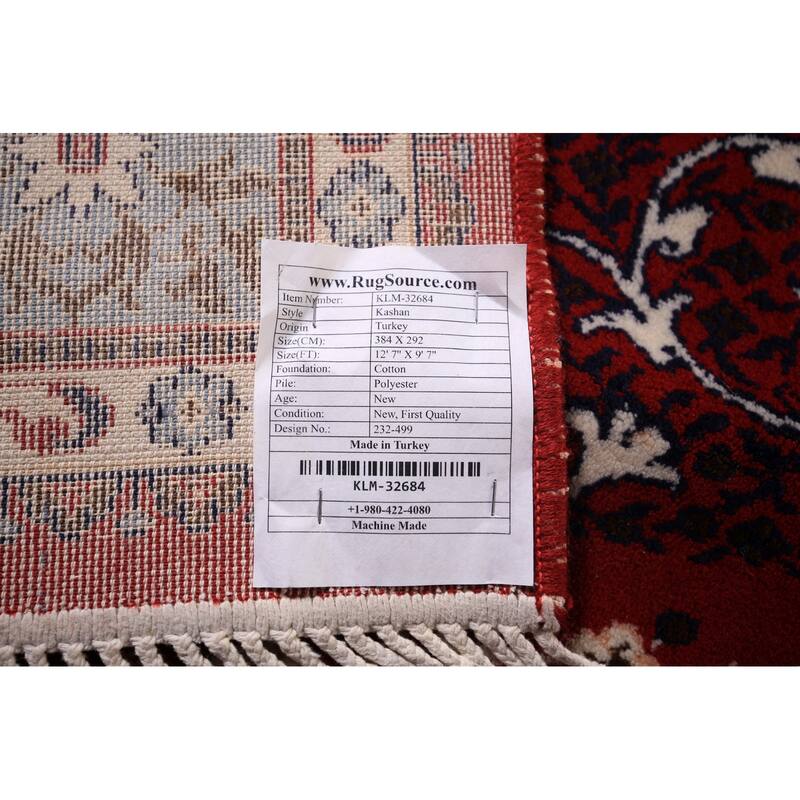 www.RugSource.com
Item Number: KLM-32684
Style Kashan
Origin Turkey
Size(CM): 384 X 292
Size(FT): 12' 7" X 9' 7"
Foundation: Cotton
Pile: Polyester
Age: New
Condition: New, First Quality
Design No.: 232-499
Made in Turkey
KLM-32684
+1-980-422-4080
Machine Made